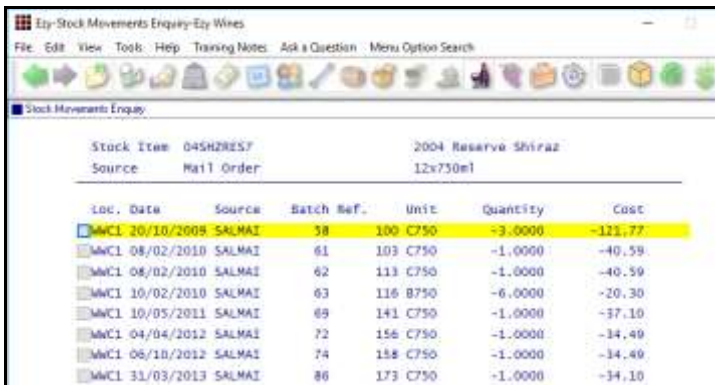 Ezy-Stock Movements Enquiry-Ezy Wines
File Edit View Tools Help Training Notes Ask a Question Menu Option Search
Stock Movements Enquiry
Stock Item 04SHZRES7 2004 Reserve Shiraz
Source Mail Order 12x750ml
Loc. Date Source Batch Ref. Unit Quantity Cost
WWC1 20/10/2009 SALMAI 58 100 C750 -3.0000 -121.77
WWC1 08/02/2010 SALMAI 61 103 C750 -1.0000 -40.59
WWC1 08/02/2010 SALMAI 62 113 C750 -1.0000 -40.59
WWC1 10/02/2010 SALMAI 63 116 B750 -6.0000 -20.30
WWC1 10/05/2011 SALMAI 69 141 C750 -1.0000 -37.10
WWC1 04/04/2012 SALMAI 72 156 C750 -1.0000 -34.49
WWC1 06/10/2012 SALMAI 74 158 C750 -1.0000 -34.49
WWC1 31/03/2013 SALMAI 86 173 C750 -1.0000 -34.10